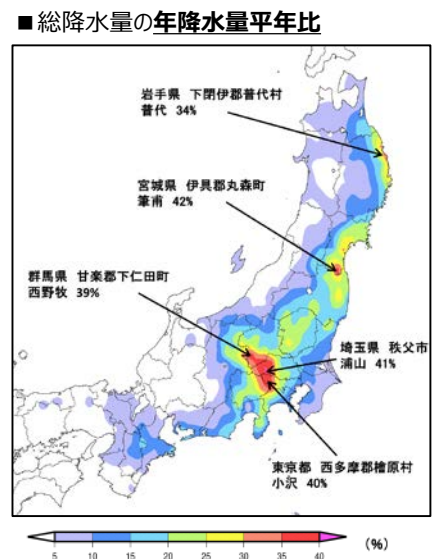 ■総降水量の年降水量平年比
岩手県 下閉伊郡普代村
普代 34%
宮城県 伊具郡丸森町
筆甫 42%
群馬県 甘楽郡下仁田町
西野牧 39%
埼玉県 秩父市
浦山 41%
東京都 西多摩郡檜原村
小沢 40%
5 10 15 20 25 30 35 40 (%)